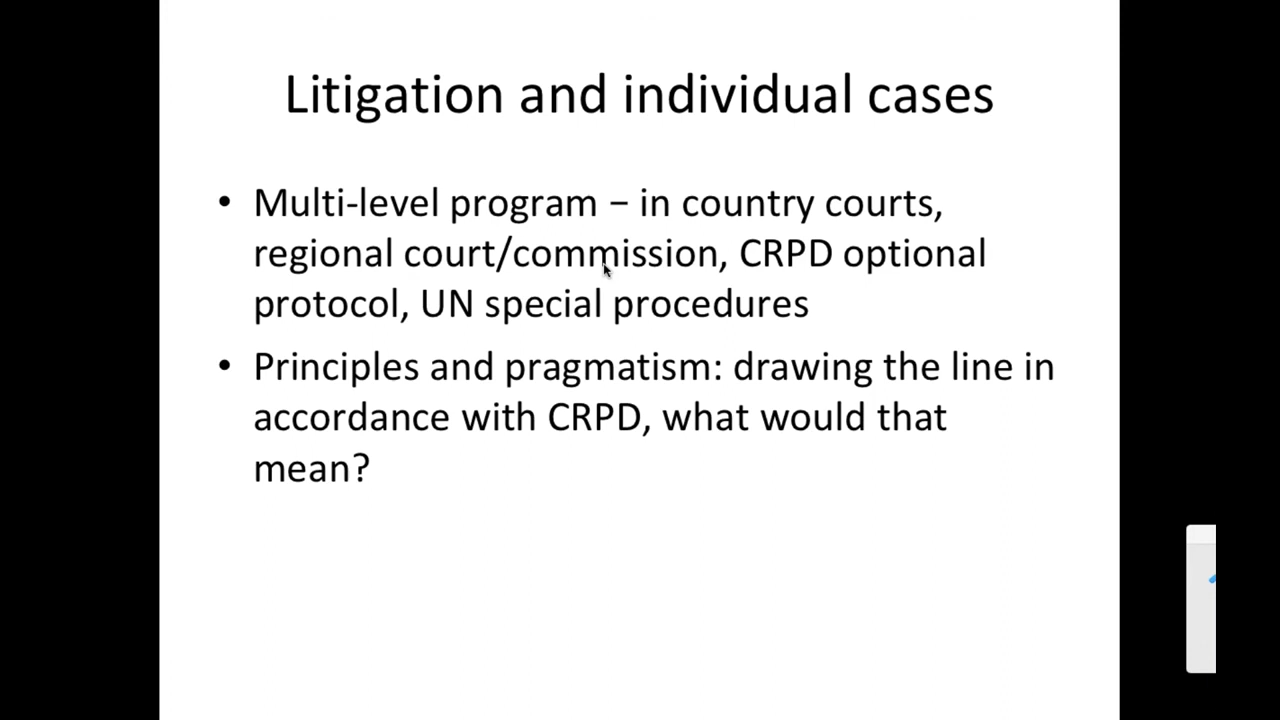 Litigation and individual cases
• Multi-level program – in country courts,
regional court/commission, CRPD optional
protocol, UN special procedures
• Principles and pragmatism: drawing the line in
accordance with CRPD, what would that
mean?